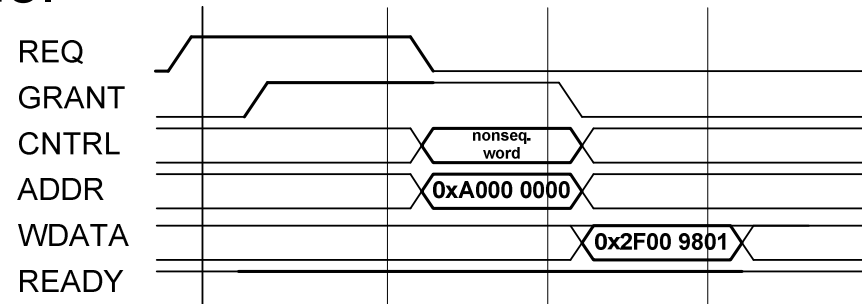 REQ
GRANT
CNTRL
nonseq.
word
ADDR
0xA000 0000
WDATA
0x2F00 9801
READY